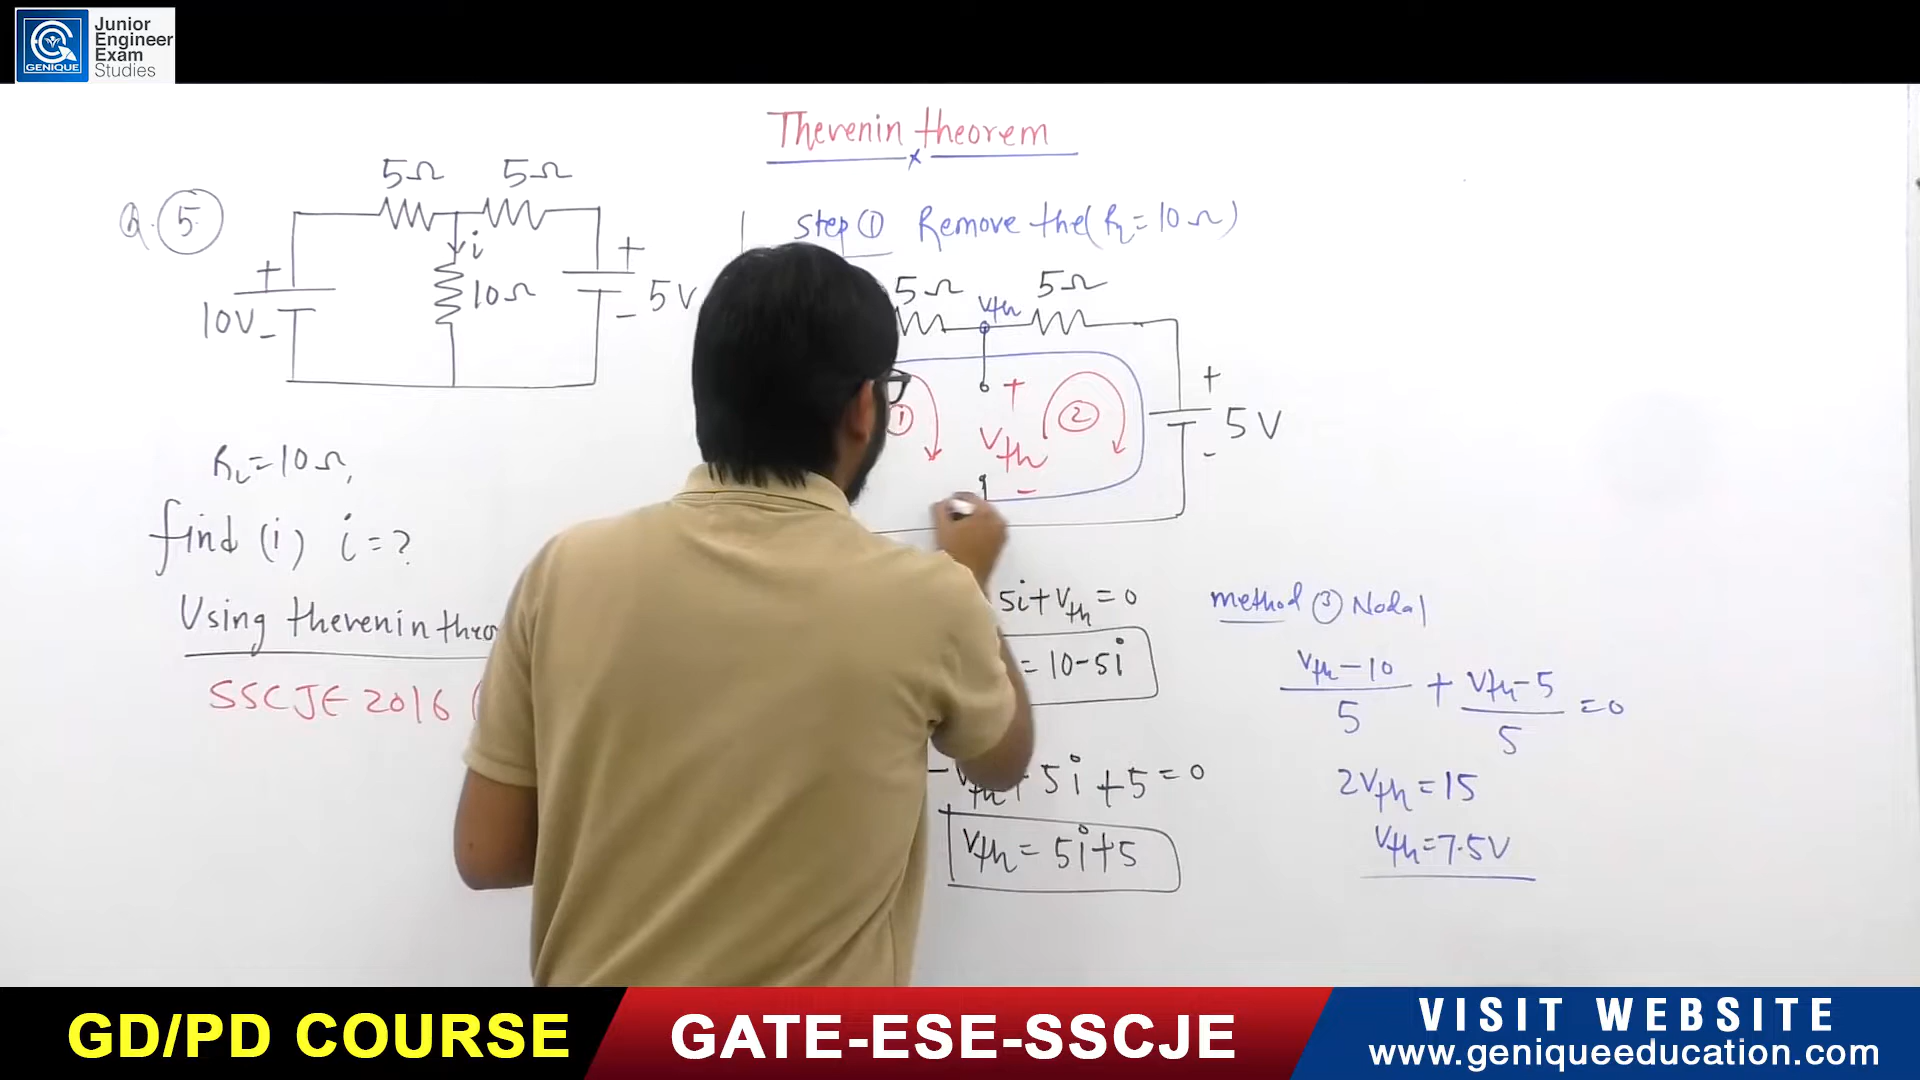 GENIQUE
Junior
Engineer
Exam
Studies
Thevenin theorem
Q. 5
5Ω 5Ω
i
10Ω
+
10V
-
+
5V
-
Step ① Remove the (RL = 10Ω)
5Ω 5Ω
Vth
+
Vth
-
① ②
+
5V
-
RL = 10Ω,
find (i) i = ?
Using thevenin
SSCJE 2016
5i + Vth = 0
= 10 - 5i
5i + 5 = 0
Vth = 5i + 5
method ③ Nodal
Vth - 10 / 5 + Vth - 5 / 5 = 0
2Vth = 15
Vth = 7.5V
GD/PD COURSE
GATE-ESE-SSCJE
VISIT WEBSITE
www.geniqueeducation.com